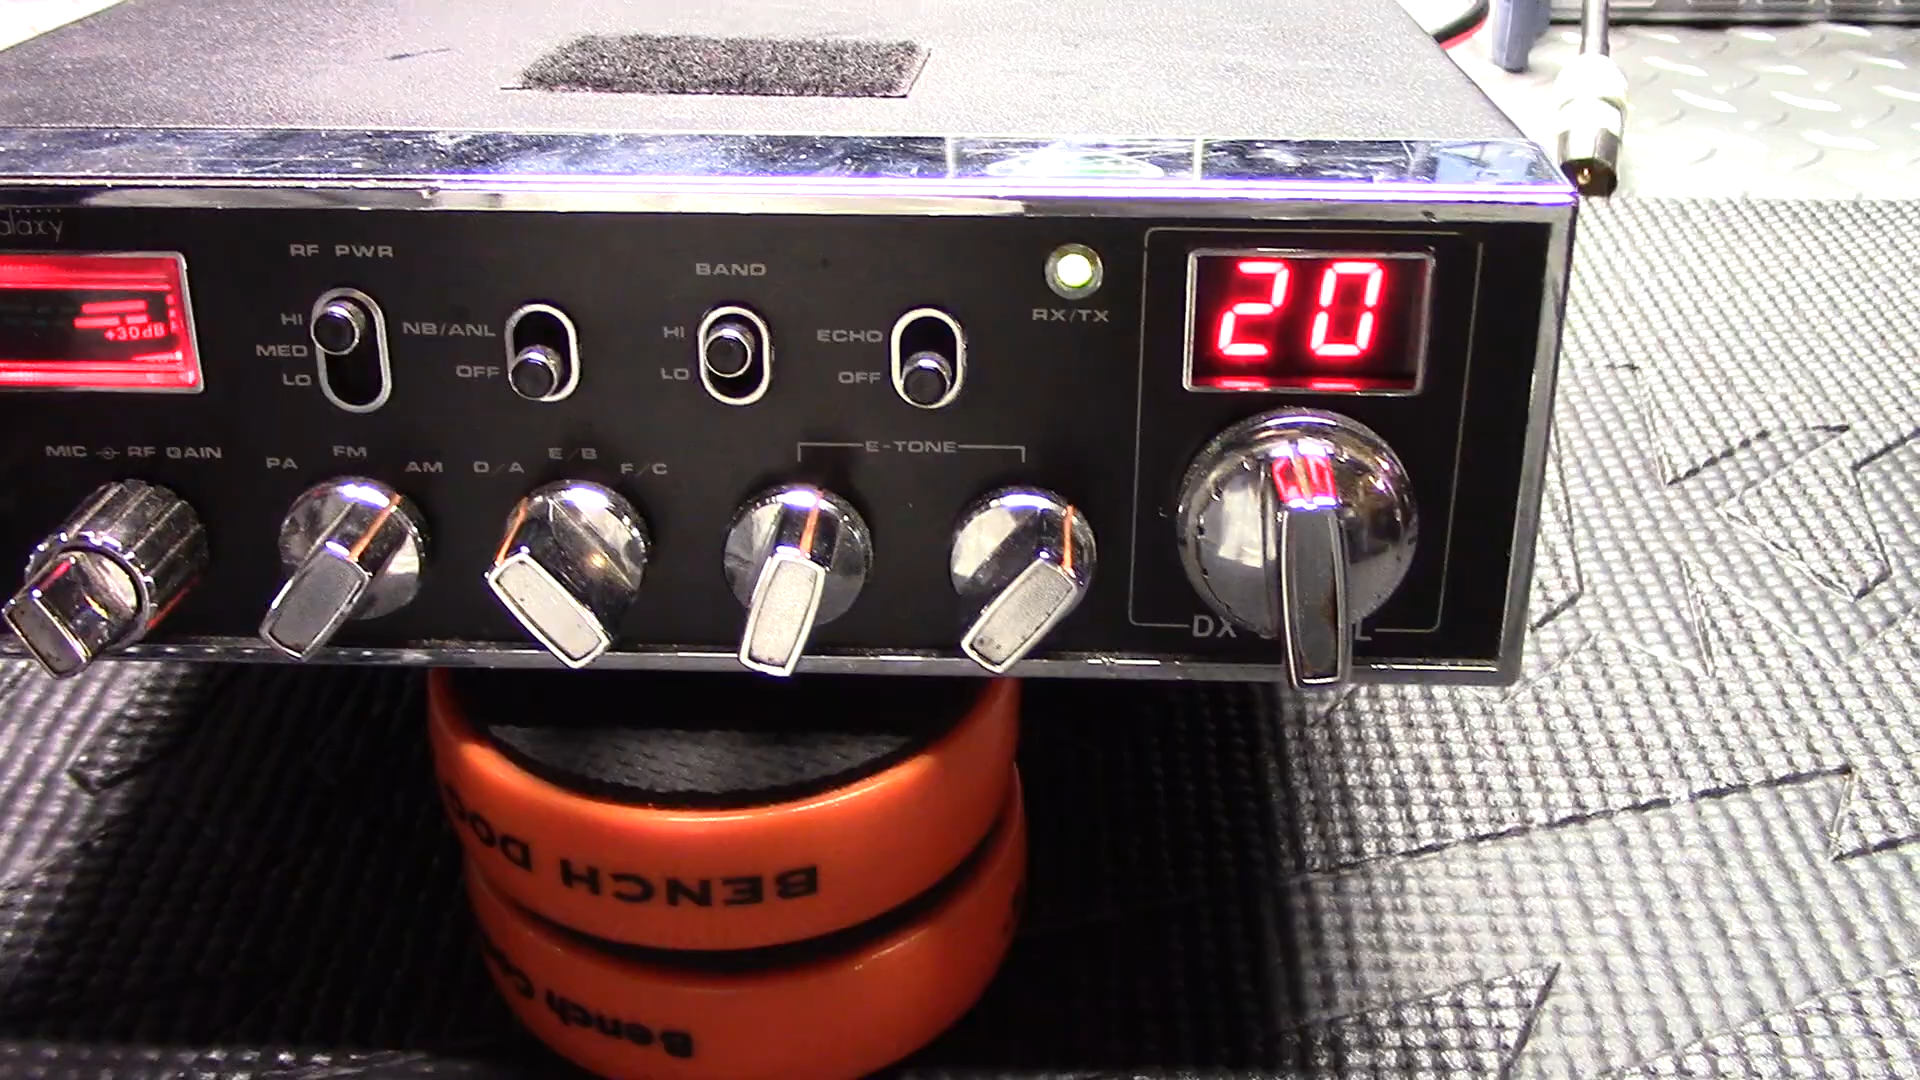 alaxy
RF PWR
HI
MED
LO
+30dB
NB/ANL
OFF
BAND
HI
LO
ECHO
OFF
RX/TX
20
MIC RF GAIN
PA
FM
AM
D/A
E/B
F/C
E-TONE
DX
BENCH DO
Bench